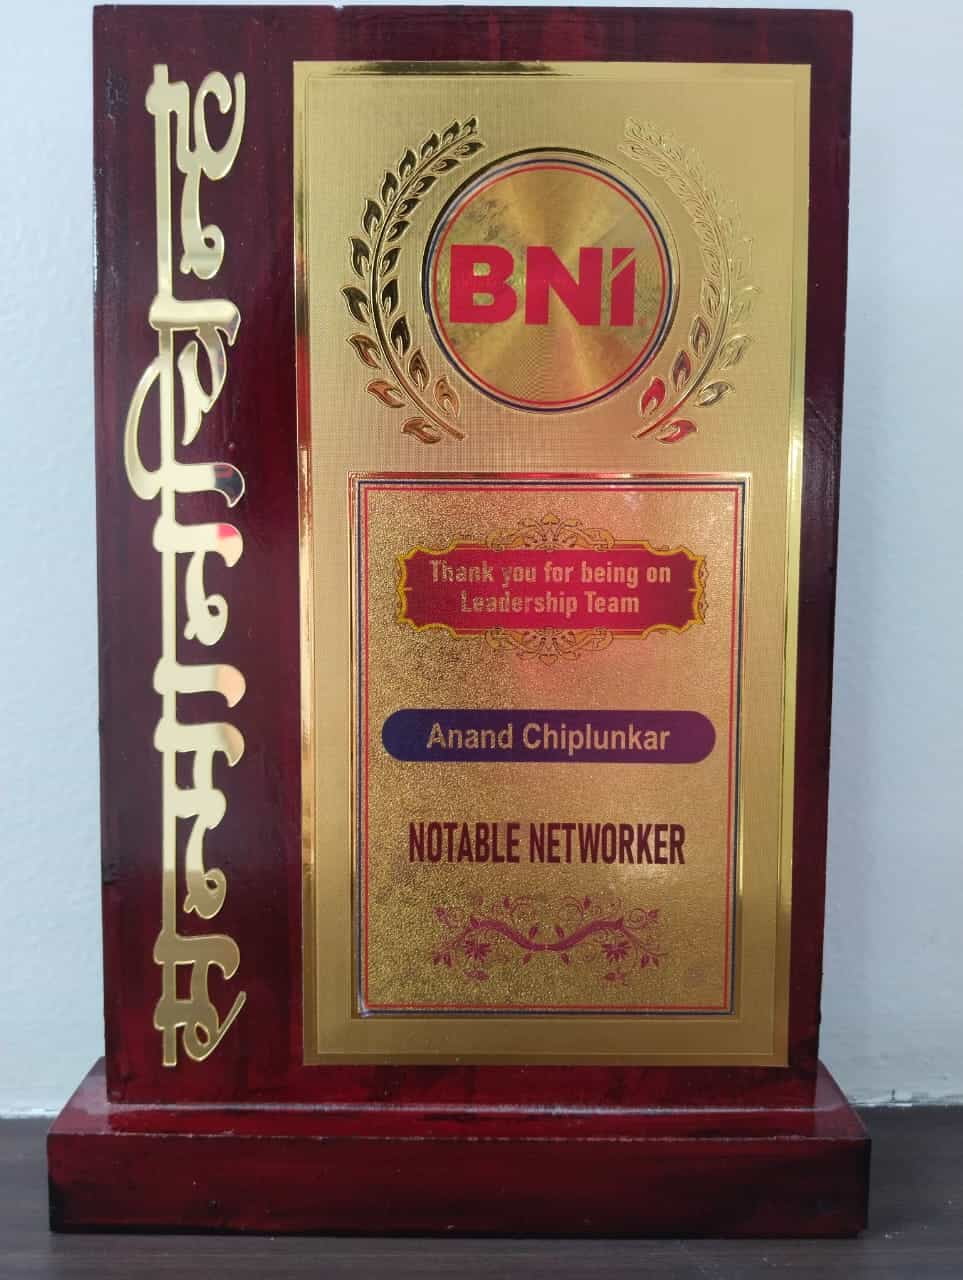 सन्मानचिन्ह
BNI
Thank you for being on
Leadership Team
Anand Chiplunkar
NOTABLE NETWORKER